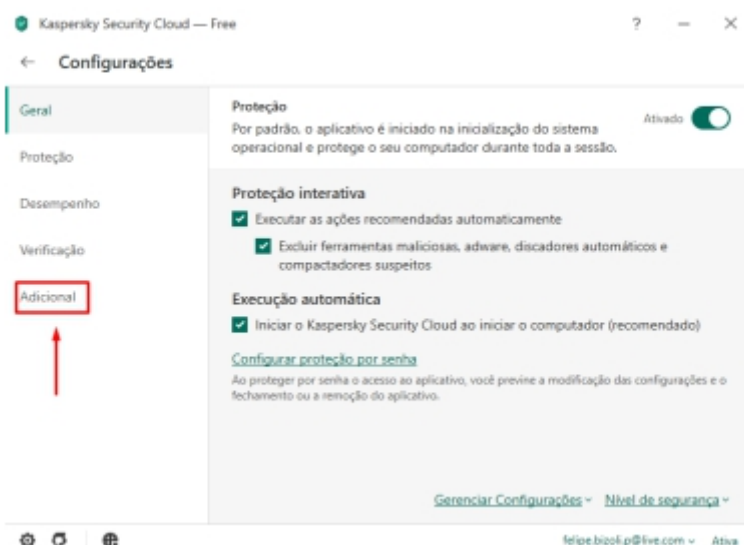 Kaspersky Security Cloud — Free
?
← Configurações
Geral
Proteção
Desempenho
Verificação
Adicional
Proteção
Ativado
Por padrão, o aplicativo é iniciado na inicialização do sistema
operacional e protege o seu computador durante toda a sessão.
Proteção interativa
Executar as ações recomendadas automaticamente
Excluir ferramentas maliciosas, adware, discadores automáticos e
compactadores suspeitos
Execução automática
Iniciar o Kaspersky Security Cloud ao iniciar o computador (recomendado)
Configurar proteção por senha
Ao proteger por senha o acesso ao aplicativo, você previne a modificação das configurações e o
fechamento ou a remoção do aplicativo.
Gerenciar Configurações
Nível de segurança
felipe.bizoli.p@live.com
Ativa